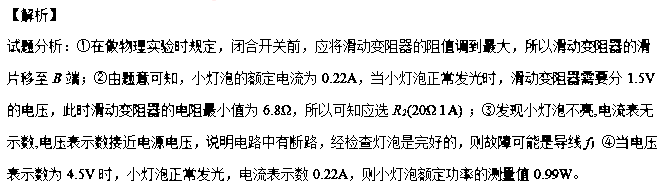 【解析】
试题分析：①在做物理实验时规定，闭合开关前，应将滑动变阻器的阻值调到最大，所以滑动变阻器的滑
片移至 B 端；②由题意可知，小灯泡的额定电流为 0.22A，当小灯泡正常发光时，滑动变阻器需要分 1.5V
的电压，此时滑动变阻器的电阻最小值为 6.8Ω，所以可知应选 R₂(20Ω 1A) ；③发现小灯泡不亮,电流表无
示数,电压表示数接近电源电压，说明电路中有断路，经检查灯泡是完好的，则故障可能是导线 f；④当电压
表示数为 4.5V 时，小灯泡正常发光，电流表示数 0.22A，则小灯泡额定功率的测量值 0.99W。